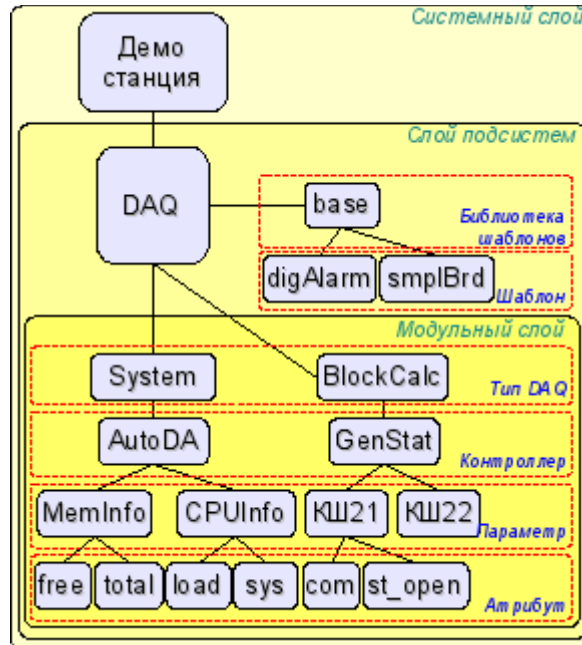 Системный слой
Демо
станция
Слой подсистем
DAQ
base
Библиотека
шаблонов
digAlarm
smplBrd
Шаблон
Модульный слой
System
BlockCalc
Тип DAQ
AutoDA
GenStat
Контроллер
MemInfo
CPUInfo
КШ21
КШ22
Параметр
free
total
load
sys
com
st_open
Атрибут